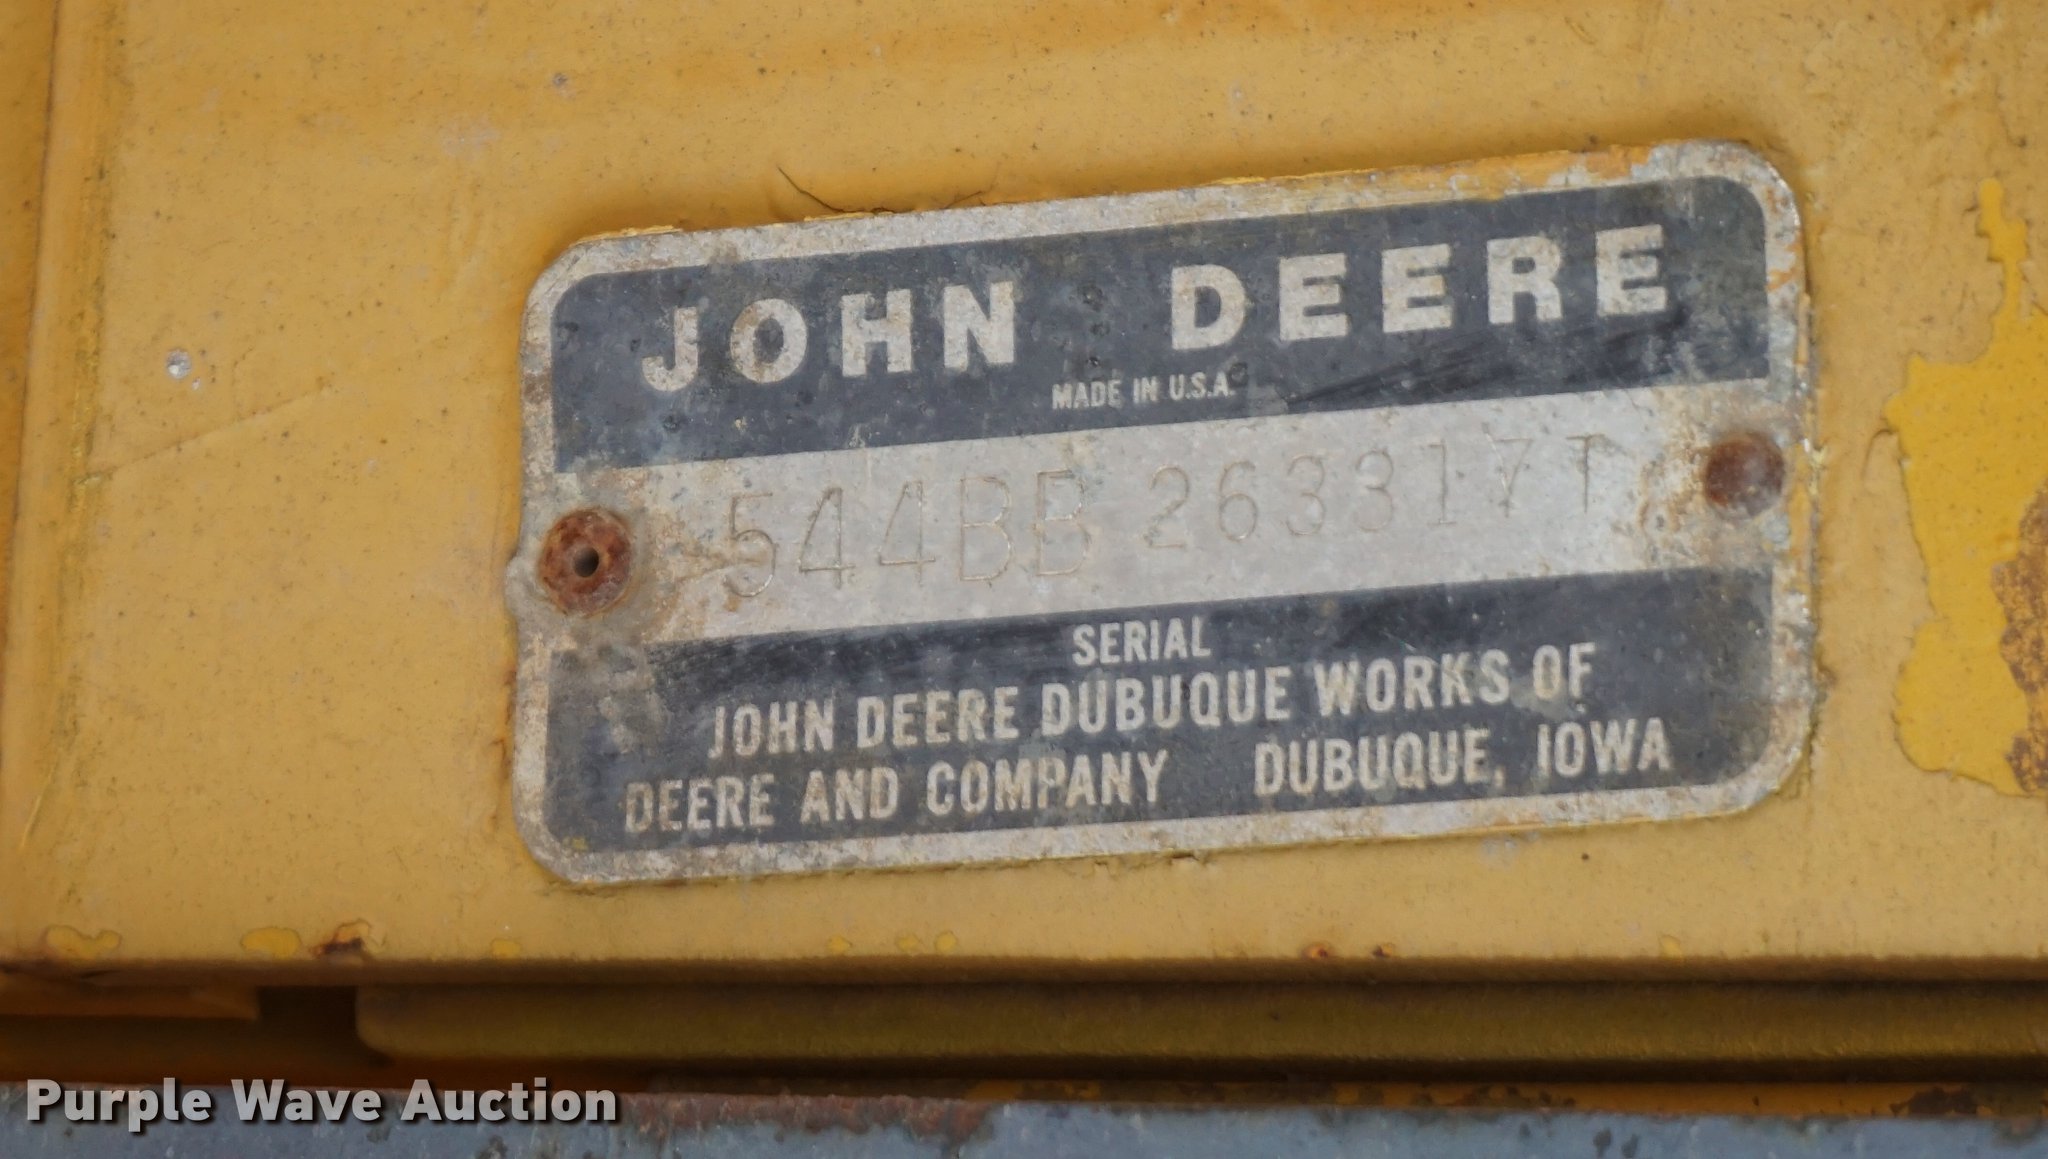 JOHN DEERE
MADE IN U.S.A.
544BB 263317T
SERIAL
JOHN DEERE DUBUQUE WORKS OF
DEERE AND COMPANY DUBUQUE, IOWA
Purple Wave Auction